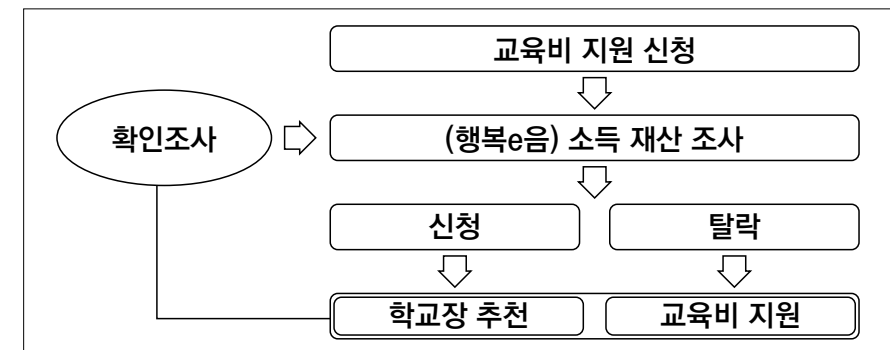 교육비 지원 신청
확인조사
(행복e음) 소득 재산 조사
신청
탈락
학교장 추천
교육비 지원